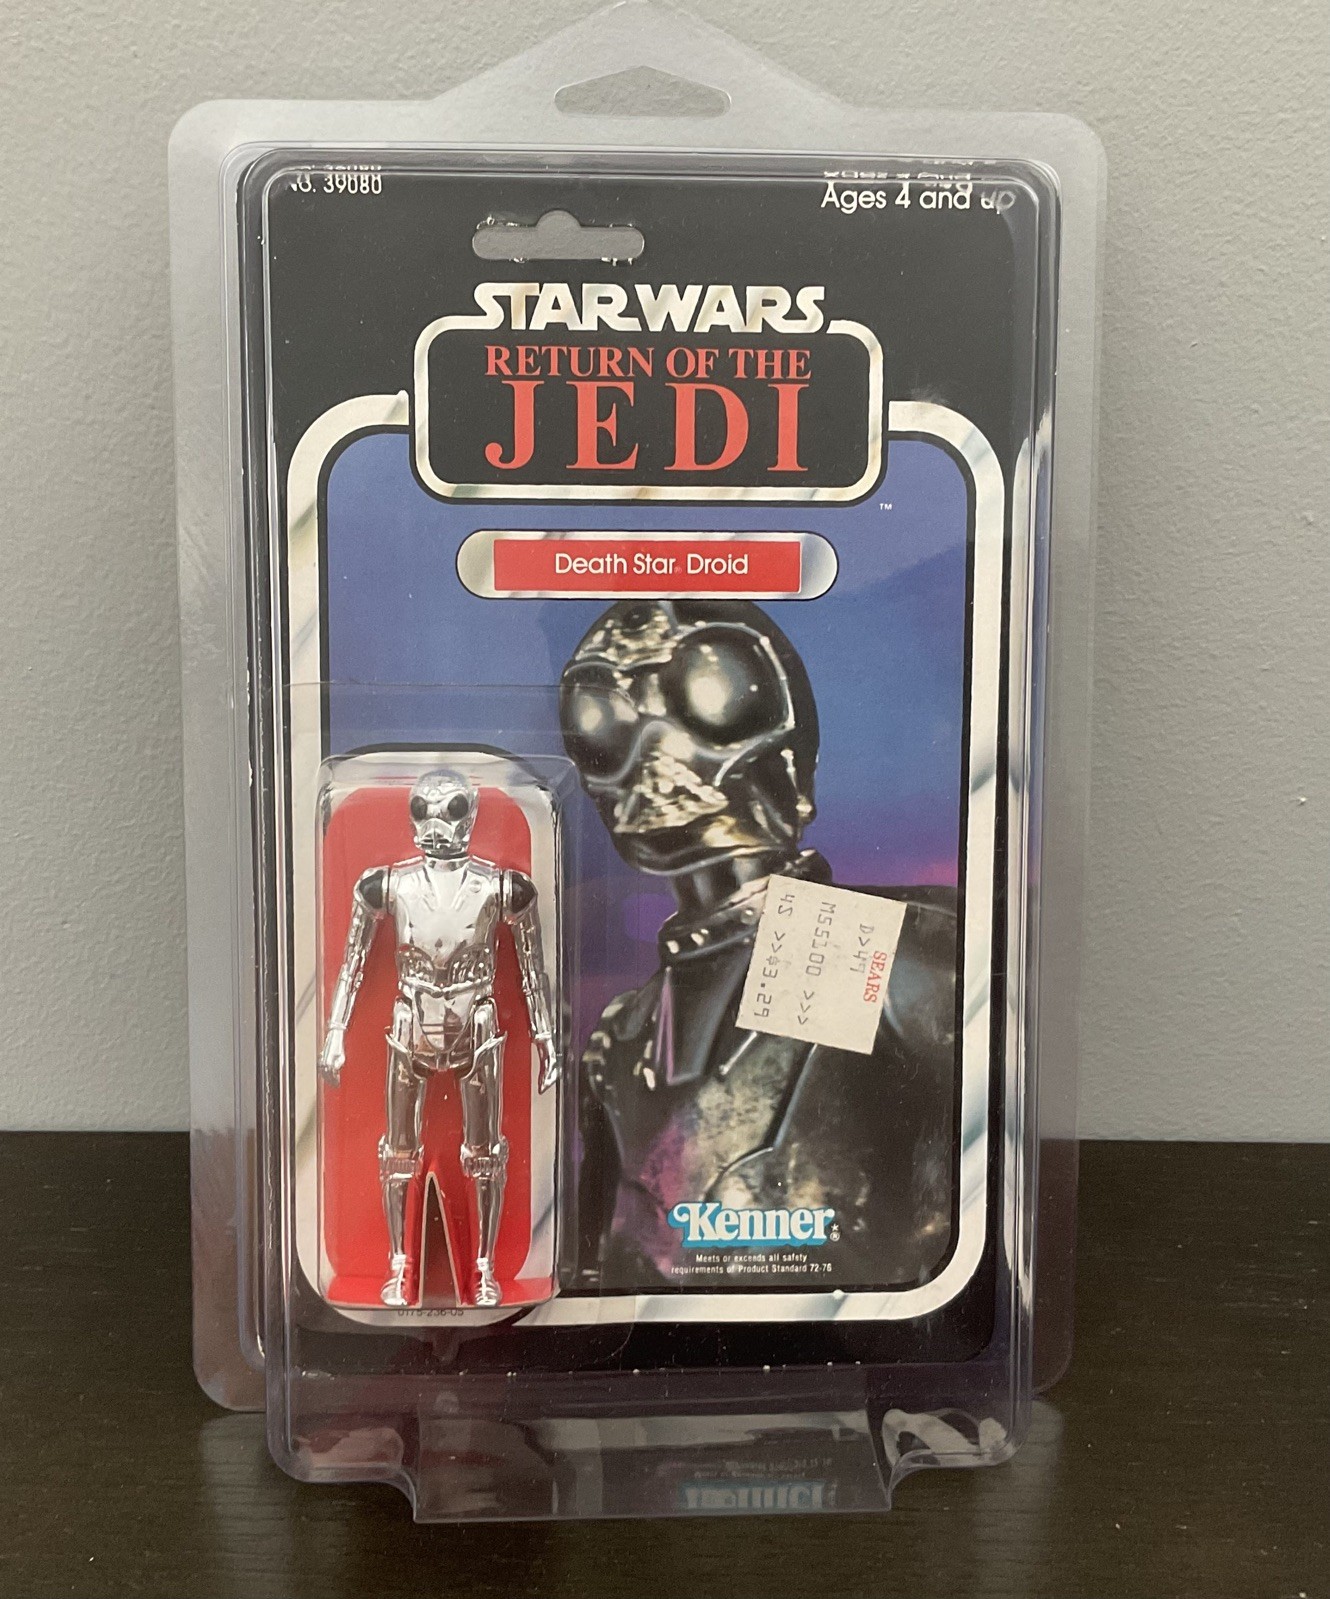 NO. 39080
Ages 4 and up
STAR WARS
RETURN OF THE
JEDI
™
Death Star Droid
SEARS
D>47
M55100 >>>
42 <<$3.29
Kenner
®
Meets or exceeds all safety
requirements of Product Standard 72-76